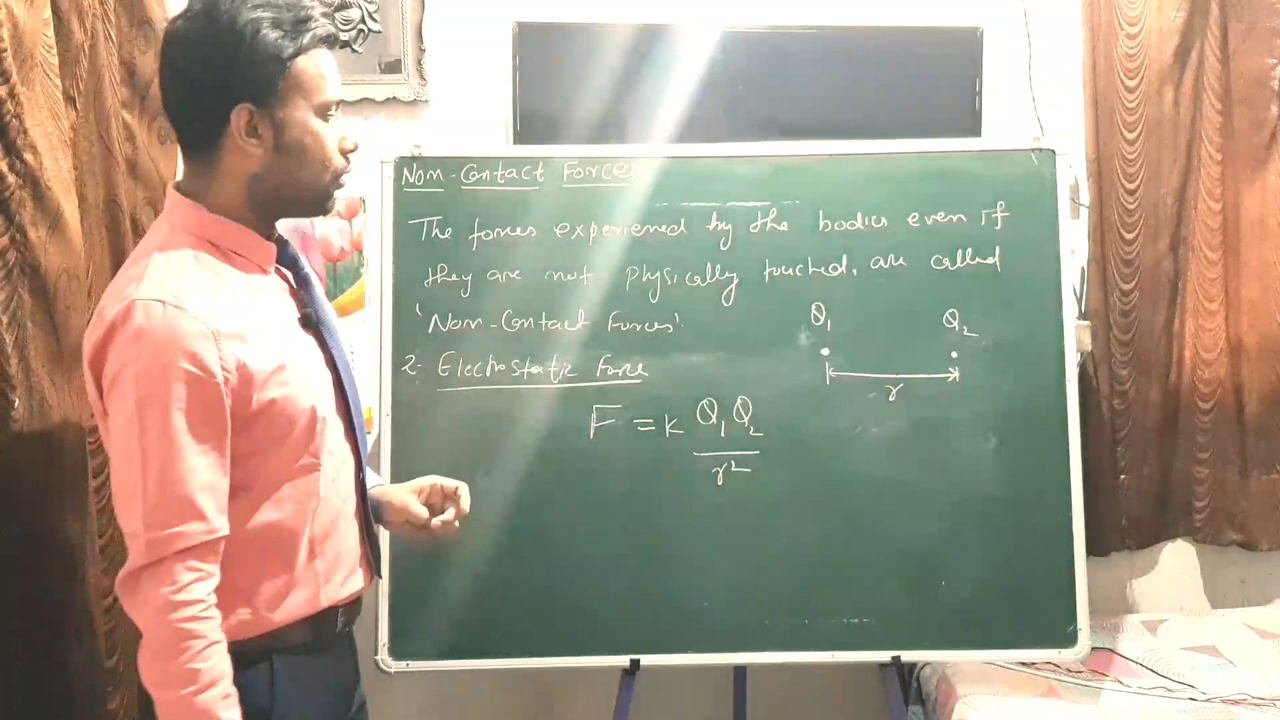 Non-Contact Forces
The forces experienced by the bodies even if
they are not physically touched, are called
'Non-Contact Forces'.
Q₁ Q₂
2. Electrostatic Force
r
F = k Q₁Q₂
r²